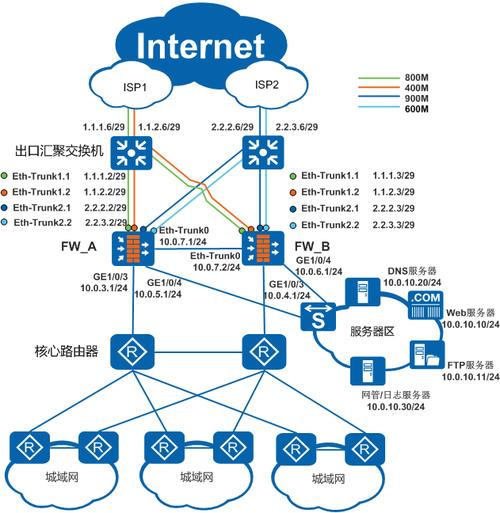 Internet
ISP1
ISP2
800M
400M
900M
600M
1.1.1.6/29
1.1.2.6/29
2.2.2.6/29
2.2.3.6/29
出口汇聚交换机
Eth-Trunk1.1 1.1.1.2/29
Eth-Trunk1.2 1.1.2.2/29
Eth-Trunk2.1 2.2.2.2/29
Eth-Trunk2.2 2.2.3.2/29
Eth-Trunk1.1 1.1.1.3/29
Eth-Trunk1.2 1.1.2.3/29
Eth-Trunk2.1 2.2.2.3/29
Eth-Trunk2.2 2.2.3.3/29
Eth-Trunk0
10.0.7.1/24
FW_A
Eth-Trunk0
10.0.7.2/24
FW_B
GE1/0/3
10.0.3.1/24
GE1/0/4
10.0.5.1/24
GE1/0/3
10.0.4.1/24
GE1/0/4
10.0.6.1/24
DNS服务器
10.0.10.20/24
.COM
Web服务器
10.0.10.10/24
S
服务器区
FTP服务器
10.0.10.11/24
网管/日志服务器
10.0.10.30/24
核心路由器
R
R
R
R
R
R
R
R
城域网
城域网
城域网